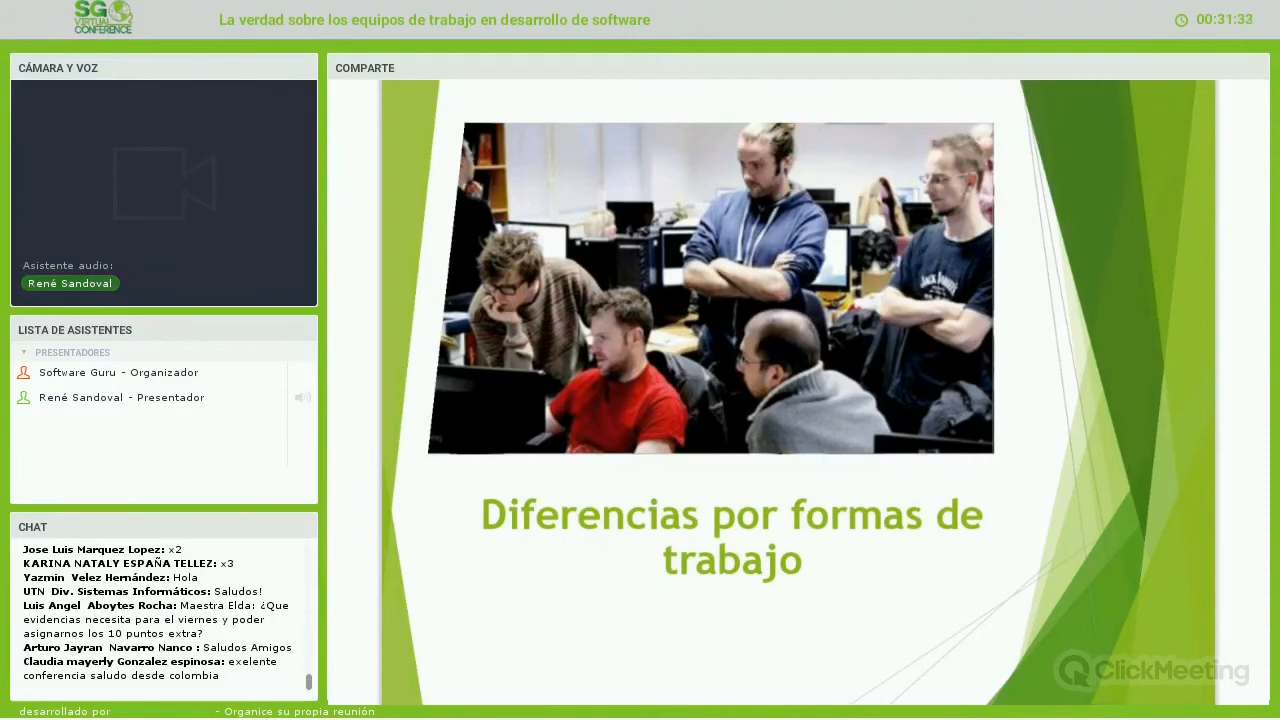 SG
VIRTUAL
CONFERENCE
La verdad sobre los equipos de trabajo en desarrollo de software
00:31:33
CÁMARA Y VOZ
Asistente audio:
René Sandoval
LISTA DE ASISTENTES
PRESENTADORES
Software Guru - Organizador
René Sandoval - Presentador
CHAT
Jose Luis Marquez Lopez: x2
KARINA NATALY ESPAÑA TELLEZ: x3
Yazmin Velez Hernández: Hola
UTN Div. Sistemas Informáticos: Saludos!
Luis Angel Aboytes Rocha: Maestra Elda: ¿Que
evidencias necesita para el viernes y poder
asignarnos los 10 puntos extra?
Arturo Jayran Navarro Nanco : Saludos Amigos
Claudia mayerly Gonzalez espinosa: exelente
conferencia saludo desde colombia
desarrollado por - Organice su propia reunión
COMPARTE
JACK DANIEL'S
Diferencias por formas de
trabajo
ClickMeeting